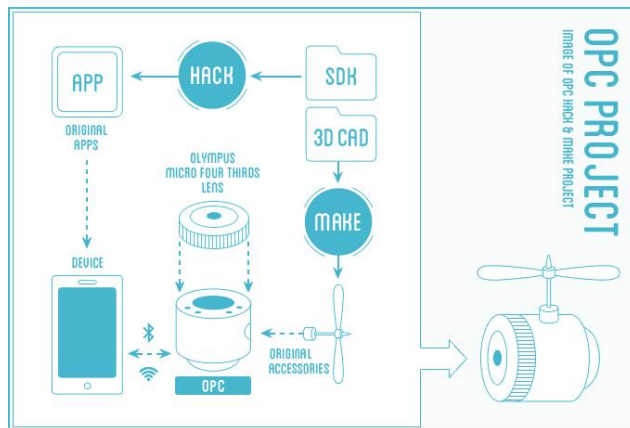 APP
HACK
SDK
ORIGINAL
APPS
3D CAD
OLYMPUS
MICRO FOUR THIRDS
LENS
MAKE
DEVICE
ORIGINAL
ACCESSORIES
OPC
OPC PROJECT
IMAGE OF OPC HACK & MAKE PROJECT